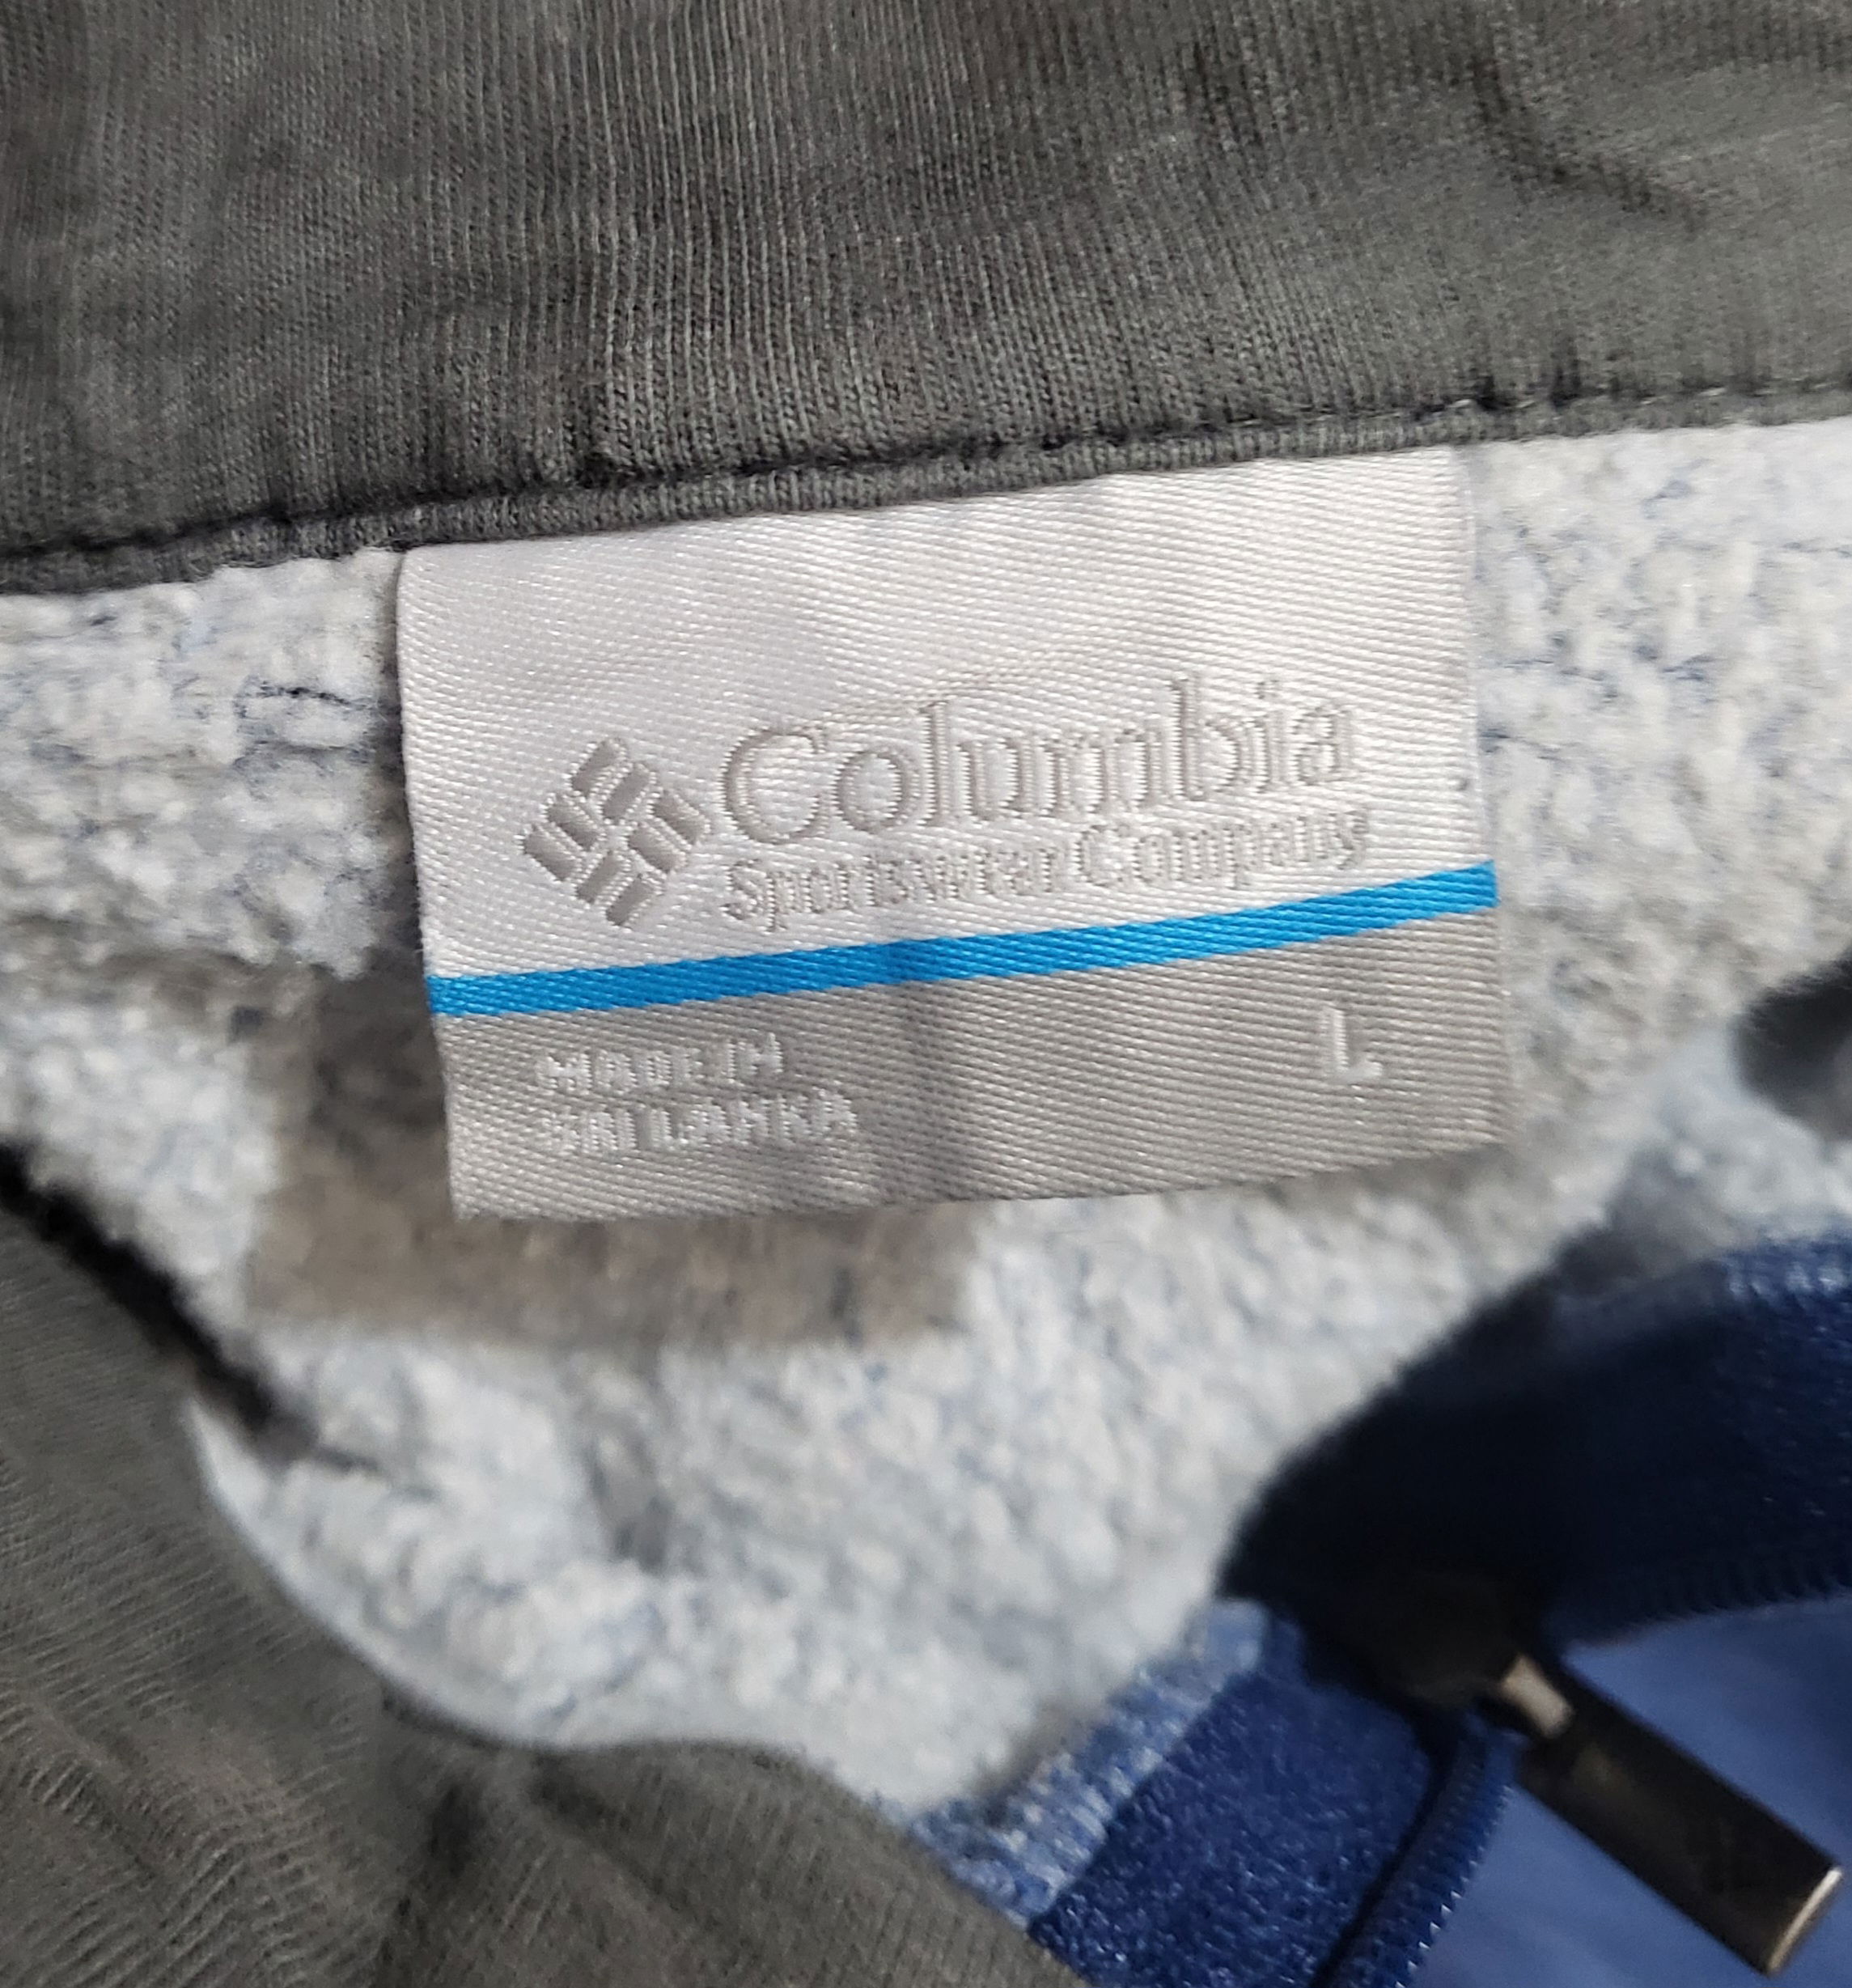 Columbia
Sportswear Company
MADE IN
SRI LANKA
L